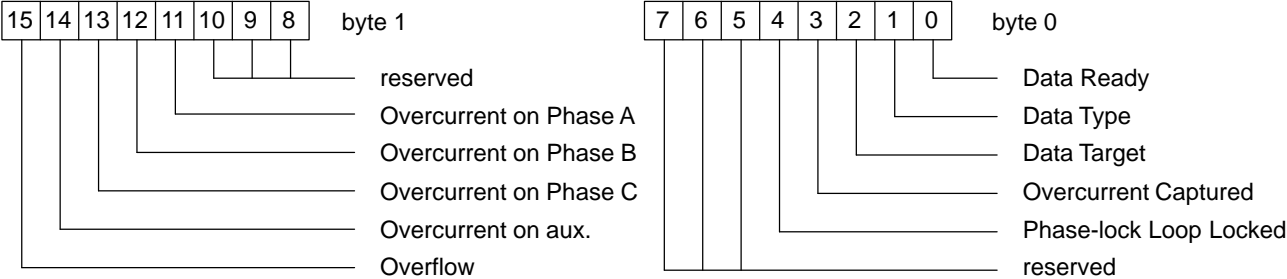 15 14 13 12 11 10 9 8 byte 1
reserved
Overcurrent on Phase A
Overcurrent on Phase B
Overcurrent on Phase C
Overcurrent on aux.
Overflow
7 6 5 4 3 2 1 0 byte 0
Data Ready
Data Type
Data Target
Overcurrent Captured
Phase-lock Loop Locked
reserved